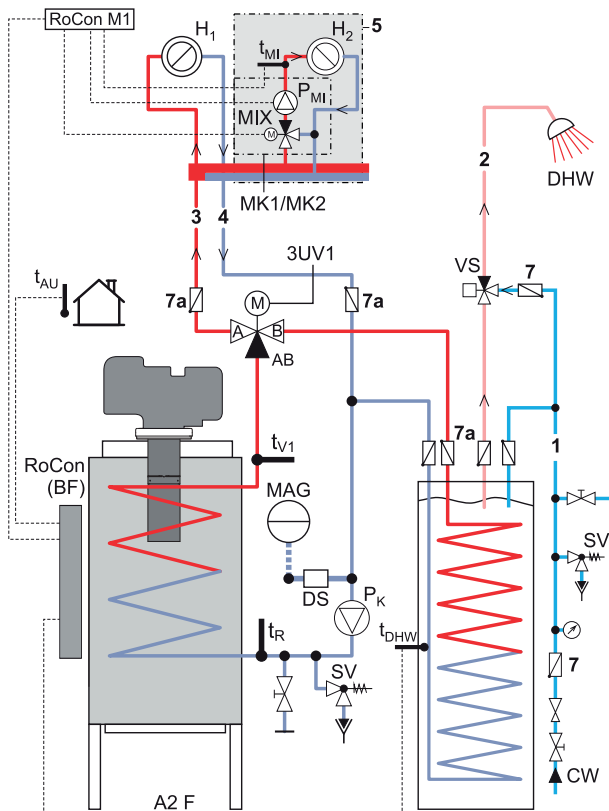 RoCon M1
H1
tMI
H2
5
PMI
MIX
M
MK1/MK2
DHW
2
3
4
3UV1
tAU
7a
M
7a
VS
7
A
B
AB
7a
1
RoCon
(BF)
tV1
MAG
DS
PK
SV
tR
tDHW
SV
7
CW
A2 F